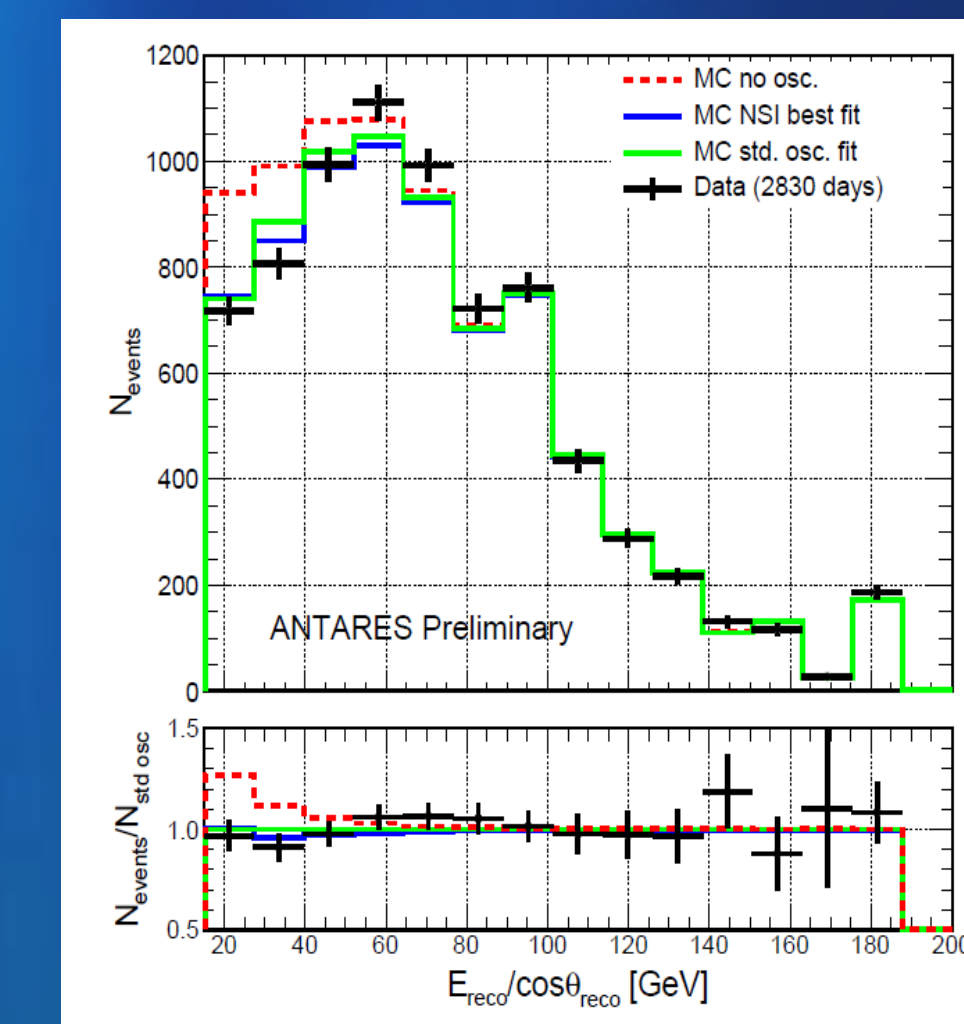 1200
1000
800
600
400
200
0
N_events
MC no osc.
MC NSI best fit
MC std. osc. fit
Data (2830 days)
ANTARES Preliminary
1.5
1.0
0.5
N_events/N_std osc
20 40 60 80 100 120 140 160 180 200
E_reco/cosθ_reco [GeV]